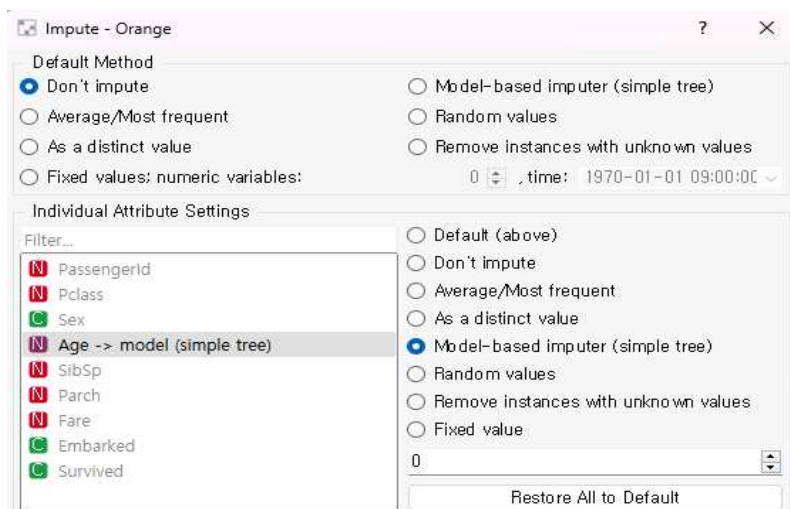 Impute - Orange ? ×
Default Method
Don't impute
Average/Most frequent
As a distinct value
Fixed values; numeric variables:
Model-based imputer (simple tree)
Random values
Remove instances with unknown values
0 , time: 1970-01-01 09:00:00
Individual Attribute Settings
Filter...
N PassengerId
N Pclass
C Sex
N Age -> model (simple tree)
N SibSp
N Parch
N Fare
C Embarked
C Survived
Default (above)
Don't impute
Average/Most frequent
As a distinct value
Model-based imputer (simple tree)
Random values
Remove instances with unknown values
Fixed value
0
Restore All to Default